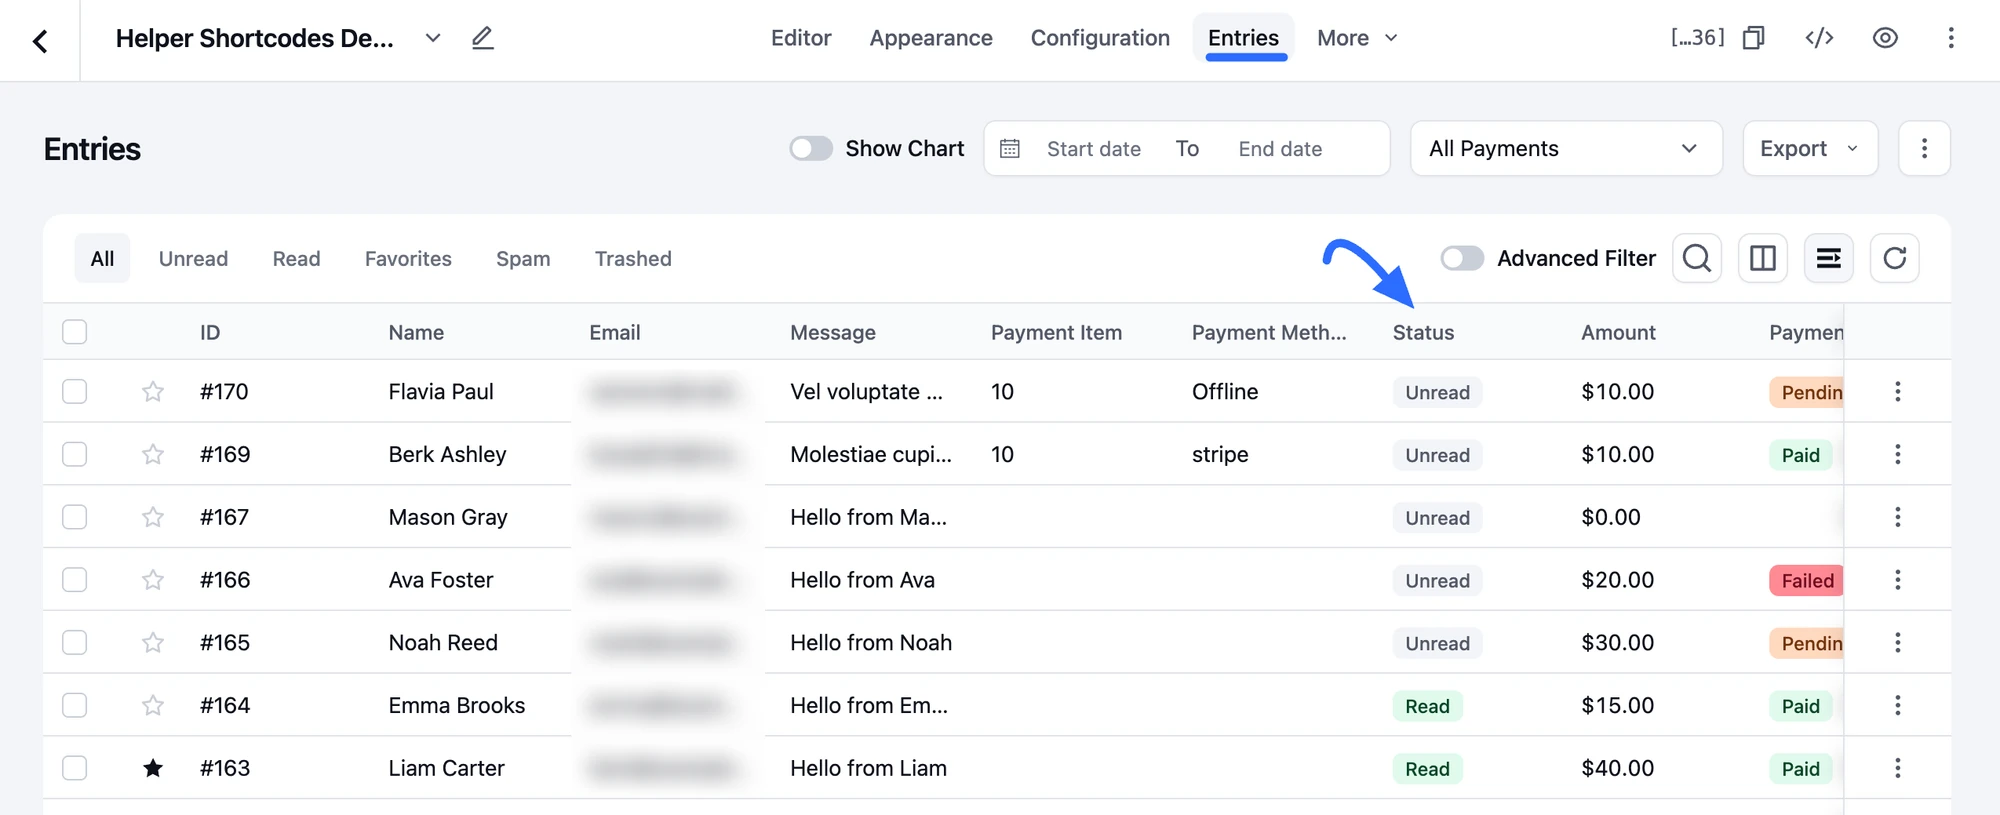 Helper Shortcodes De... Editor Appearance Configuration Entries More [...36] </>
Entries Show Chart Start date To End date All Payments Export
All Unread Read Favorites Spam Trashed Advanced Filter
ID Name Email Message Payment Item Payment Meth... Status Amount Paymen
#170 Flavia Paul Vel voluptate ... 10 Offline Unread $10.00 Pendin
#169 Berk Ashley Molestiae cupi... 10 stripe Unread $10.00 Paid
#167 Mason Gray Hello from Ma... Unread $0.00
#166 Ava Foster Hello from Ava Unread $20.00 Failed
#165 Noah Reed Hello from Noah Unread $30.00 Pendin
#164 Emma Brooks Hello from Em... Read $15.00 Paid
#163 Liam Carter Hello from Liam Read $40.00 Paid